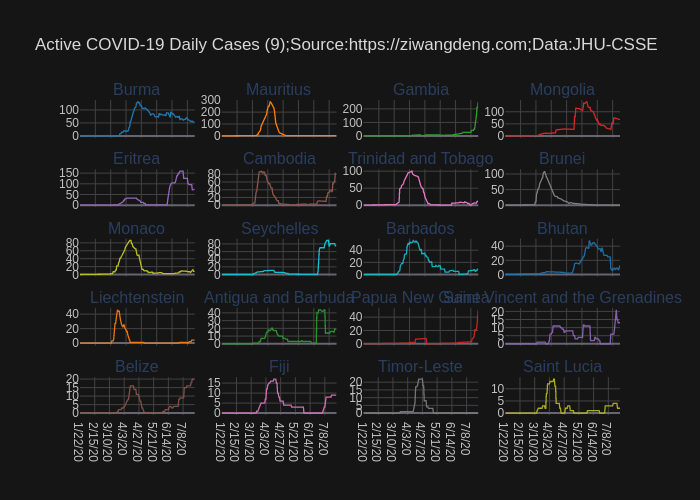 Active COVID-19 Daily Cases (9);Source:https://ziwangdeng.com;Data:JHU-CSSE
Burma Mauritius Gambia Mongolia
100 50 0
300 200 100 0
200 100 0
100 50 0
Eritrea Cambodia Trinidad and Tobago Brunei
150 100 50 0
80 60 40 20 0
100 50 0
100 50 0
Monaco Seychelles Barbados Bhutan
80 60 40 20 0
80 60 40 20 0
40 20 0
40 20 0
Liechtenstein Antigua and Barbuda Papua New Guinea Saint Vincent and the Grenadines
40 20 0
40 30 20 10 0
40 20 0
20 15 10 5 0
Belize Fiji Timor-Leste Saint Lucia
20 15 10 5 0
15 10 5 0
20 15 10 5 0
10 5 0
1/22/20 2/15/20 3/10/20 4/3/20 4/27/20 5/21/20 6/14/20 7/8/20
1/22/20 2/15/20 3/10/20 4/3/20 4/27/20 5/21/20 6/14/20 7/8/20
1/22/20 2/15/20 3/10/20 4/3/20 4/27/20 5/21/20 6/14/20 7/8/20
1/22/20 2/15/20 3/10/20 4/3/20 4/27/20 5/21/20 6/14/20 7/8/20